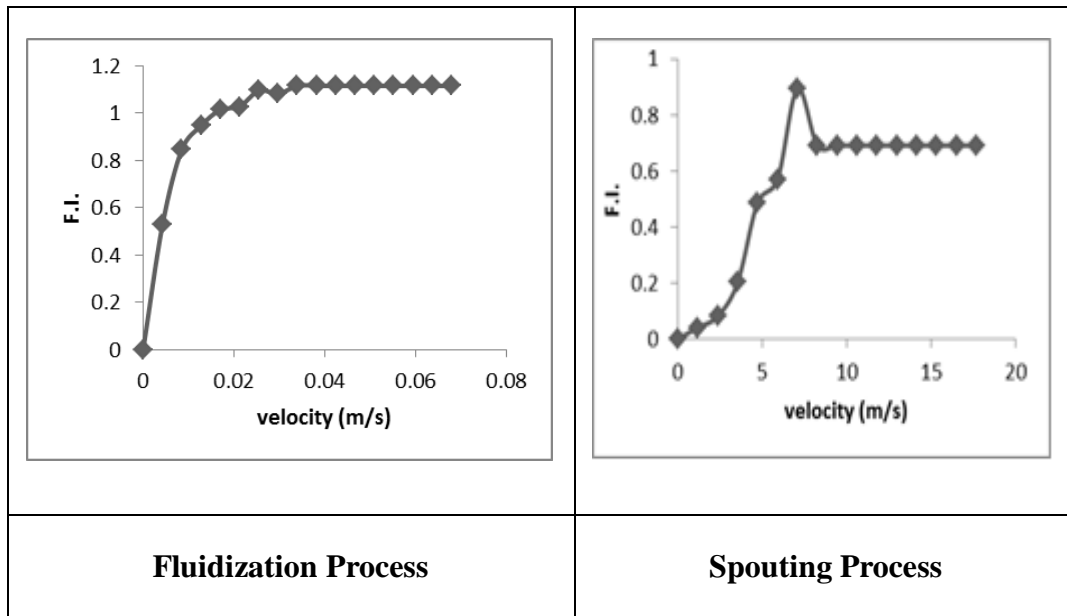 1.2
1
0.8
0.6
0.4
0.2
0
F.I.
0 0.02 0.04 0.06 0.08
velocity (m/s)
Fluidization Process
1
0.8
0.6
0.4
0.2
0
F.I.
0 5 10 15 20
velocity (m/s)
Spouting Process